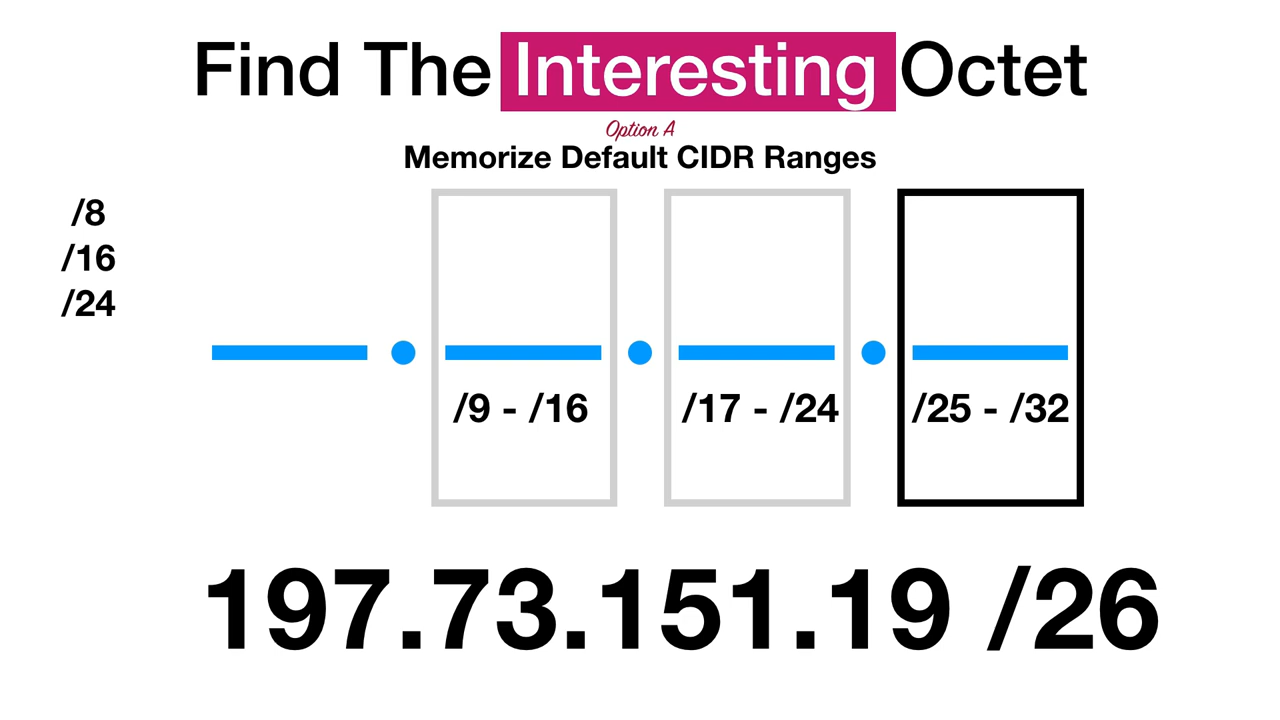 Find The Interesting Octet
Option A
Memorize Default CIDR Ranges
/8
/16
/24
/9 - /16
/17 - /24
/25 - /32
197.73.151.19 /26